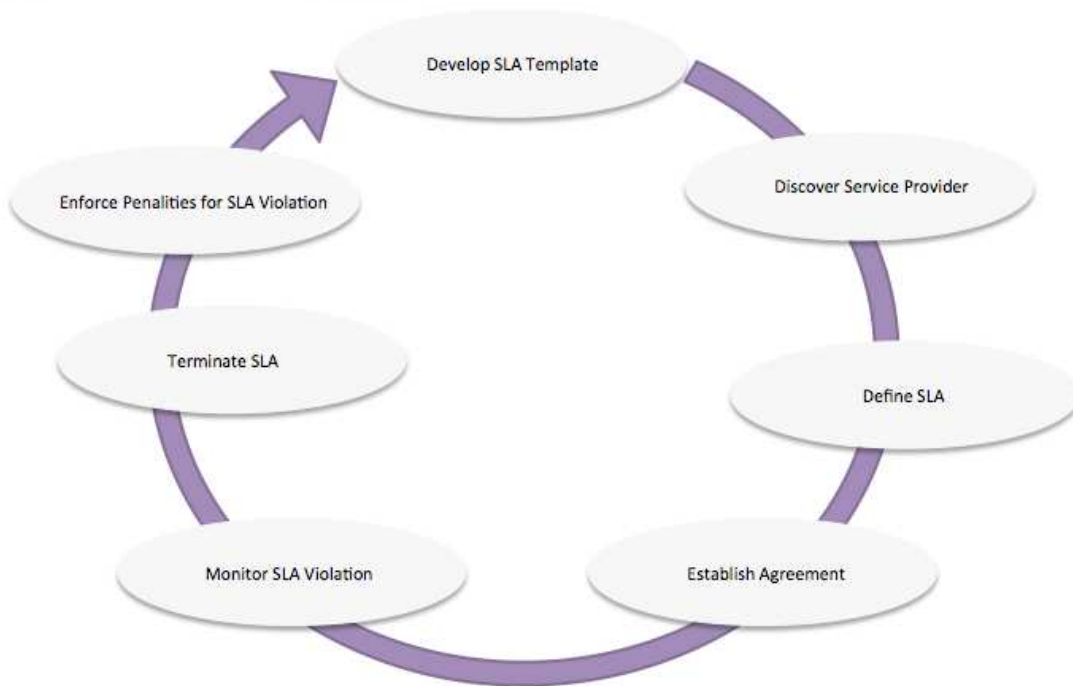 Develop SLA Template
Discover Service Provider
Define SLA
Establish Agreement
Monitor SLA Violation
Terminate SLA
Enforce Penalities for SLA Violation